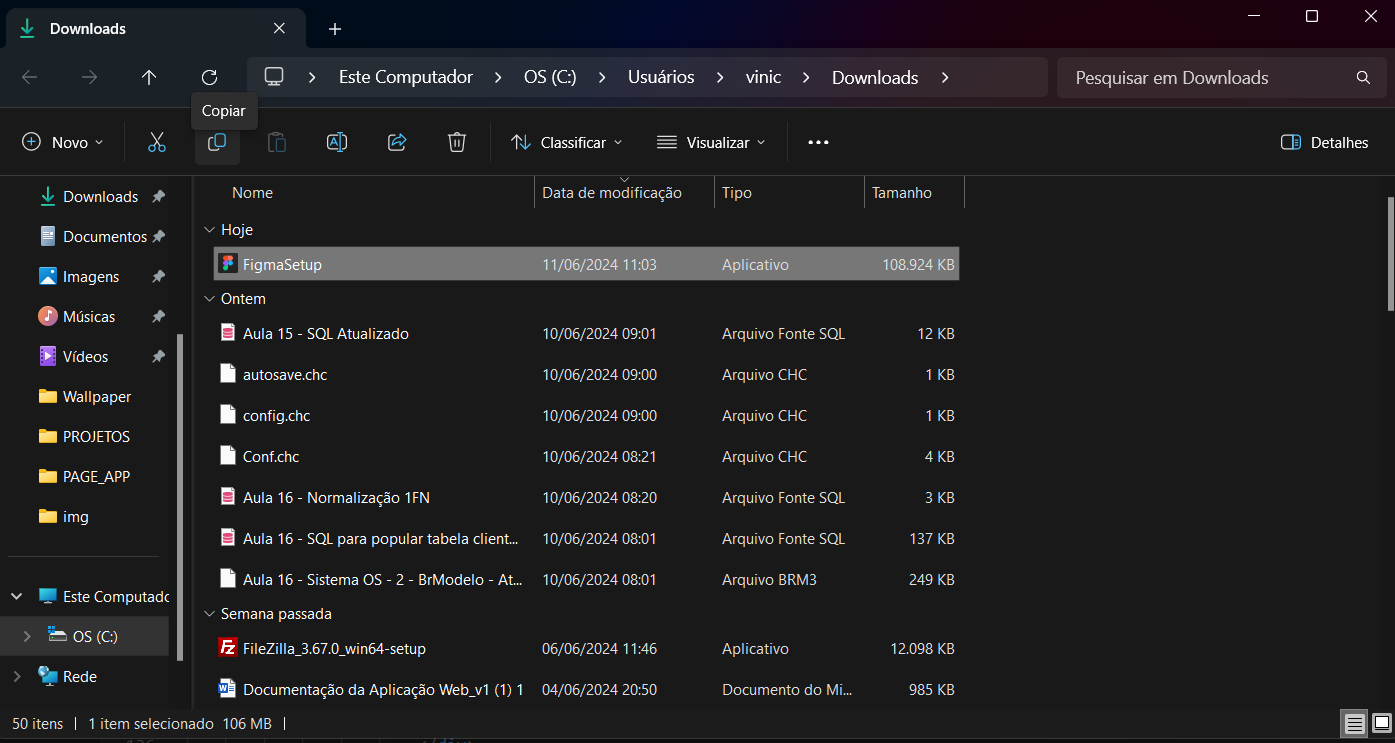 Downloads
Este Computador > OS (C:) > Usuários > vinic > Downloads >
Pesquisar em Downloads
Copiar
Novo
Classificar
Visualizar
Detalhes
Downloads
Documentos
Imagens
Músicas
Vídeos
Wallpaper
PROJETOS
PAGE_APP
img
Este Computadc
OS (C:)
Rede
Nome Data de modificação Tipo Tamanho
Hoje
FigmaSetup 11/06/2024 11:03 Aplicativo 108.924 KB
Ontem
Aula 15 - SQL Atualizado 10/06/2024 09:01 Arquivo Fonte SQL 12 KB
autosave.chc 10/06/2024 09:00 Arquivo CHC 1 KB
config.chc 10/06/2024 09:00 Arquivo CHC 1 KB
Conf.chc 10/06/2024 08:21 Arquivo CHC 4 KB
Aula 16 - Normalização 1FN 10/06/2024 08:20 Arquivo Fonte SQL 3 KB
Aula 16 - SQL para popular tabela client... 10/06/2024 08:01 Arquivo Fonte SQL 137 KB
Aula 16 - Sistema OS - 2 - BrModelo - At... 10/06/2024 08:01 Arquivo BRM3 249 KB
Semana passada
FileZilla_3.67.0_win64-setup 06/06/2024 11:46 Aplicativo 12.098 KB
Documentação da Aplicação Web_v1 (1) 1 04/06/2024 20:50 Documento do Mi... 985 KB
50 itens | 1 item selecionado 106 MB |